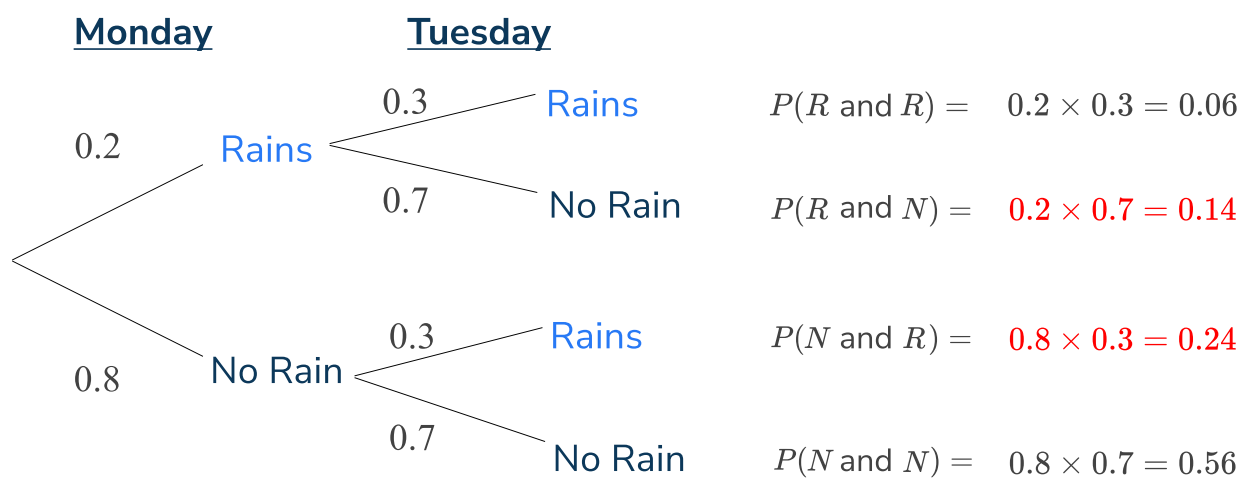 Monday Tuesday
0.3 Rains P(R and R) = 0.2 × 0.3 = 0.06
0.2 Rains
0.7 No Rain P(R and N) = 0.2 × 0.7 = 0.14
0.3 Rains P(N and R) = 0.8 × 0.3 = 0.24
0.8 No Rain
0.7 No Rain P(N and N) = 0.8 × 0.7 = 0.56